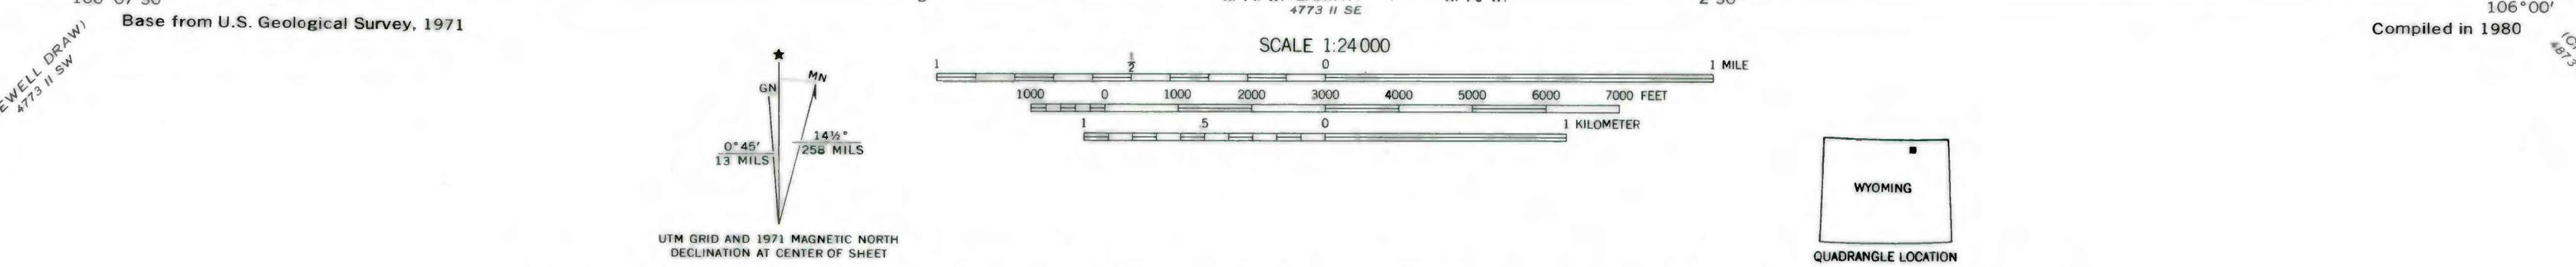 Base from U.S. Geological Survey, 1971
4773 II SW
4773 II SE
106°00'
Compiled in 1980
SCALE 1:24 000
1 ½ 0 1 MILE
1000 0 1000 2000 3000 4000 5000 6000 7000 FEET
1 .5 0 1 KILOMETER
★
GN
MN
0°45'
13 MILS
14½°
258 MILS
UTM GRID AND 1971 MAGNETIC NORTH
DECLINATION AT CENTER OF SHEET
WYOMING
QUADRANGLE LOCATION
EWELL DRAW)